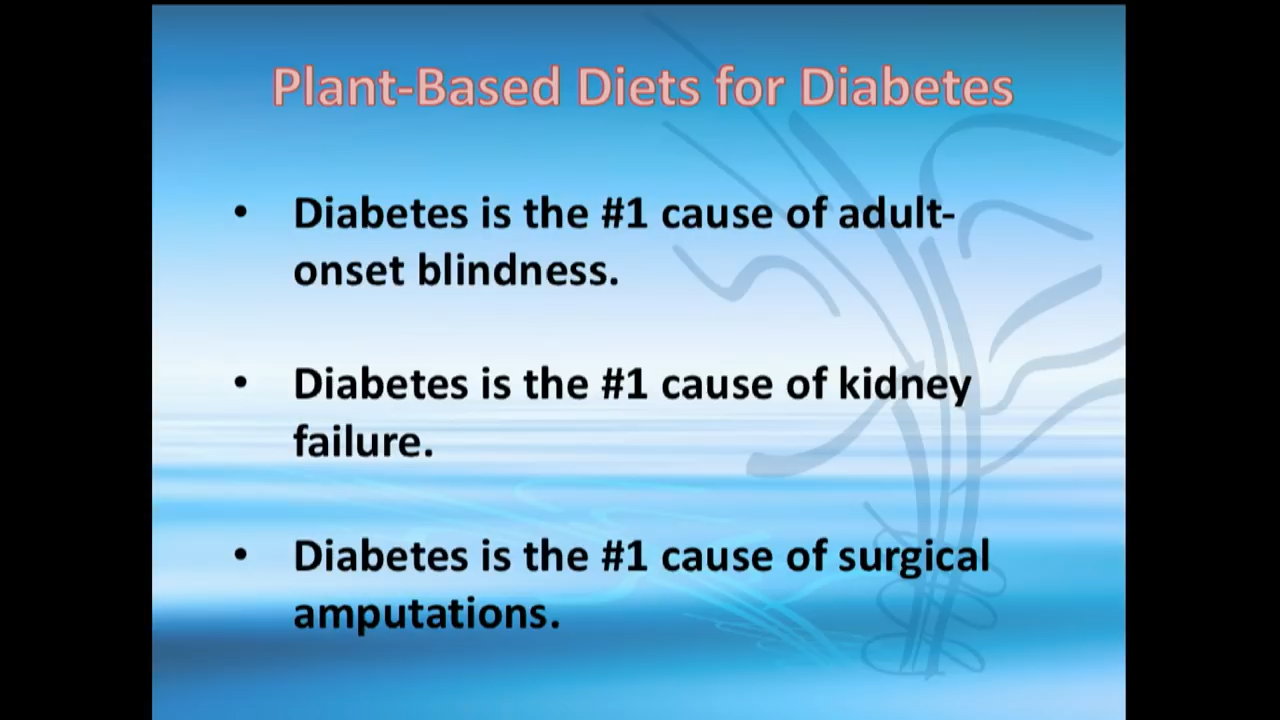 Plant-Based Diets for Diabetes
• Diabetes is the #1 cause of adult-
onset blindness.
• Diabetes is the #1 cause of kidney
failure.
• Diabetes is the #1 cause of surgical
amputations.